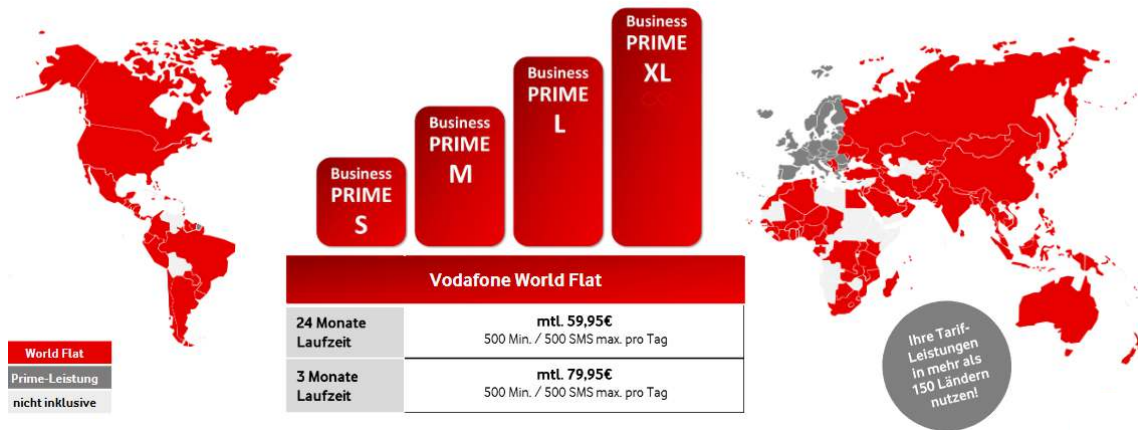 Business
PRIME
S
Business
PRIME
M
Business
PRIME
L
Business
PRIME
XL
Vodafone World Flat
24 Monate
Laufzeit
mtl. 59,95€
500 Min. / 500 SMS max. pro Tag
3 Monate
Laufzeit
mtl. 79,95€
500 Min. / 500 SMS max. pro Tag
World Flat
Prime-Leistung
nicht inklusive
Ihre Tarif-
Leistungen
in mehr als
150 Ländern
nutzen!